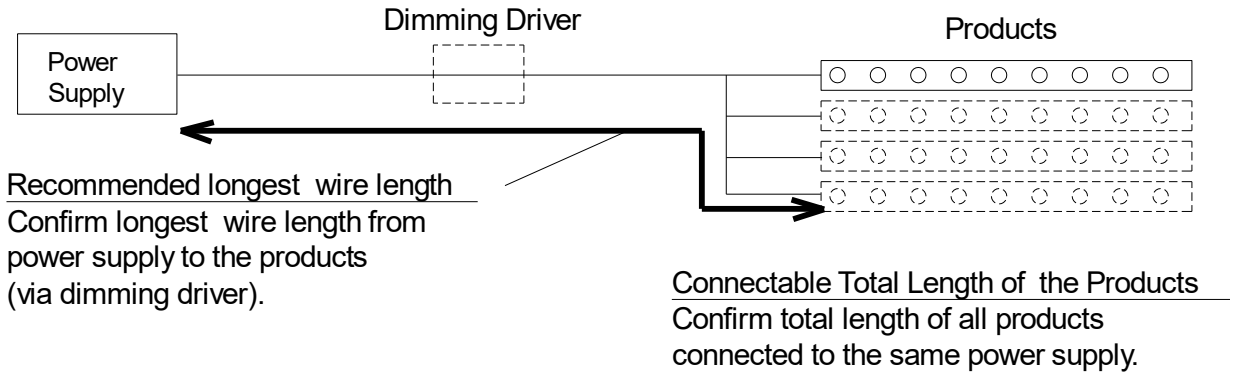 Dimming Driver
Products
Power
Supply
Recommended longest wire length
Confirm longest wire length from
power supply to the products
(via dimming driver).
Connectable Total Length of the Products
Confirm total length of all products
connected to the same power supply.